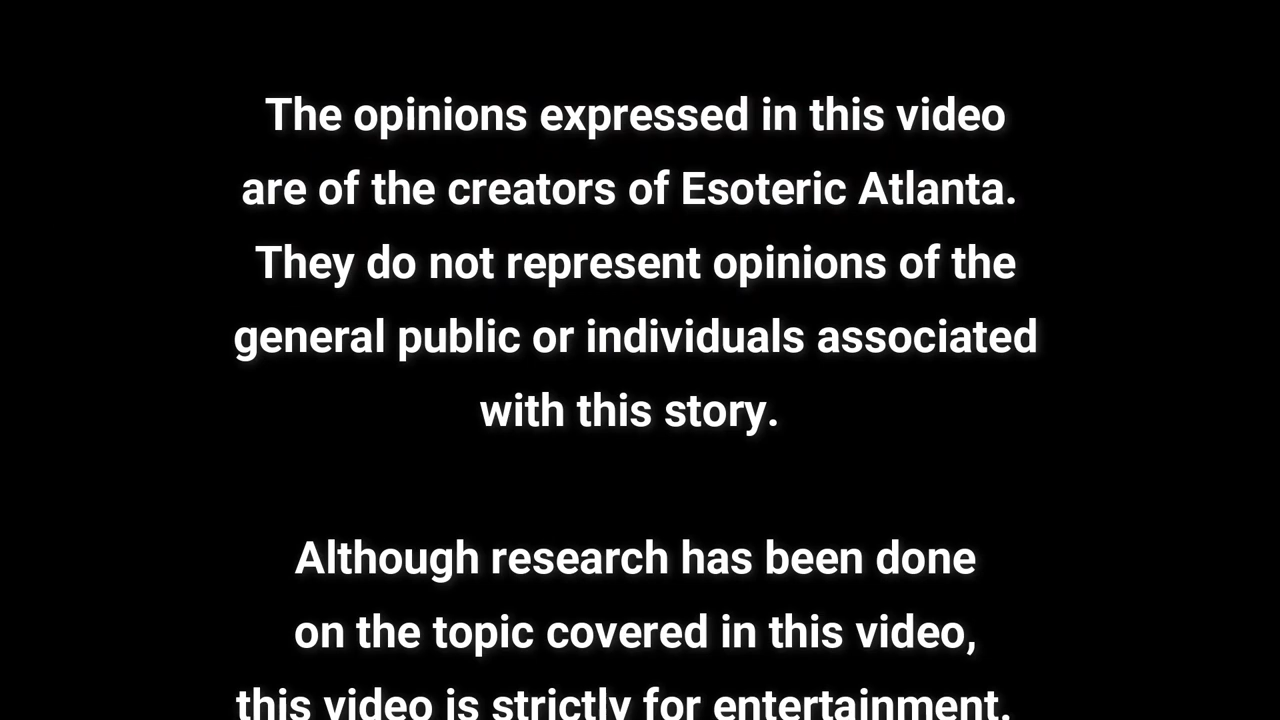 The opinions expressed in this video
are of the creators of Esoteric Atlanta.
They do not represent opinions of the
general public or individuals associated
with this story.
Although research has been done
on the topic covered in this video,
this video is strictly for entertainment.